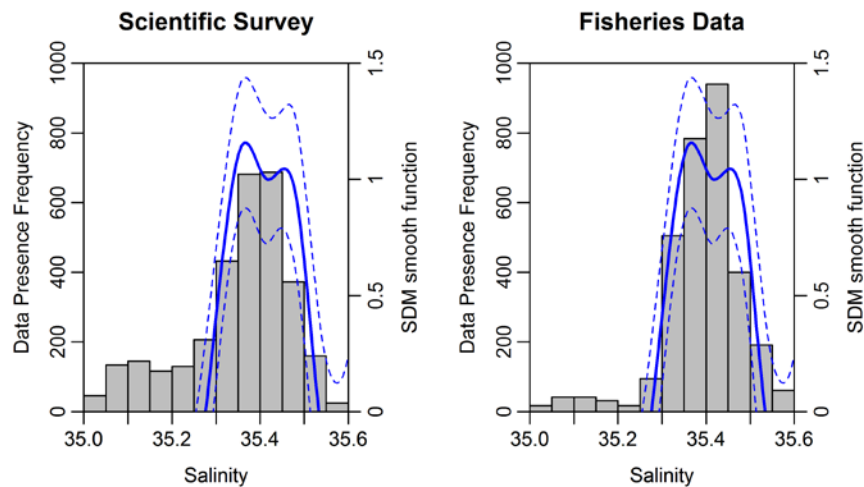 Scientific Survey
Data Presence Frequency
0 200 400 600 800 1000
35.0 35.2 35.4 35.6
Salinity
0 0.5 1 1.5
SDM smooth function
Fisheries Data
Data Presence Frequency
0 200 400 600 800 1000
35.0 35.2 35.4 35.6
Salinity
0 0.5 1 1.5
SDM smooth function